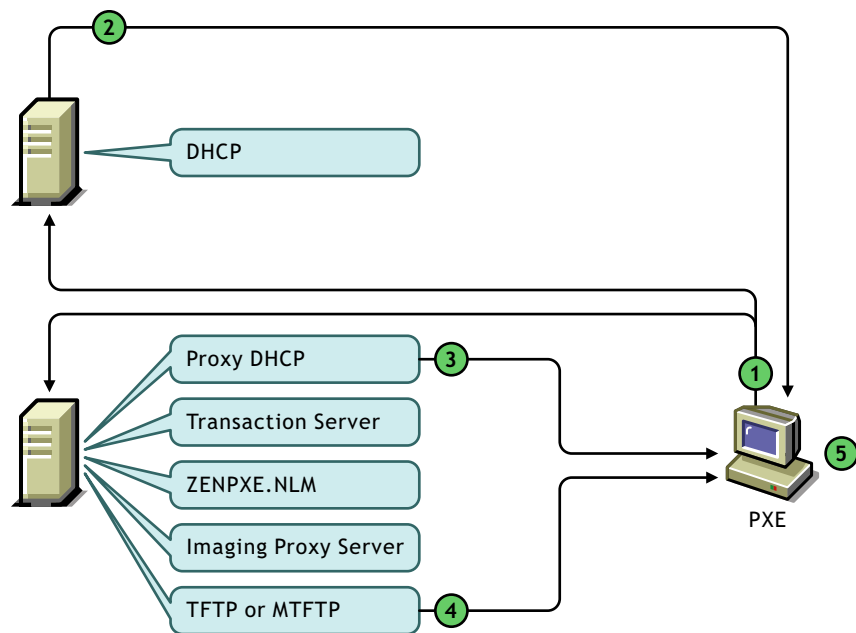 2
DHCP
Proxy DHCP
3
1
Transaction Server
5
ZENPXE.NLM
PXE
Imaging Proxy Server
TFTP or MTFTP
4